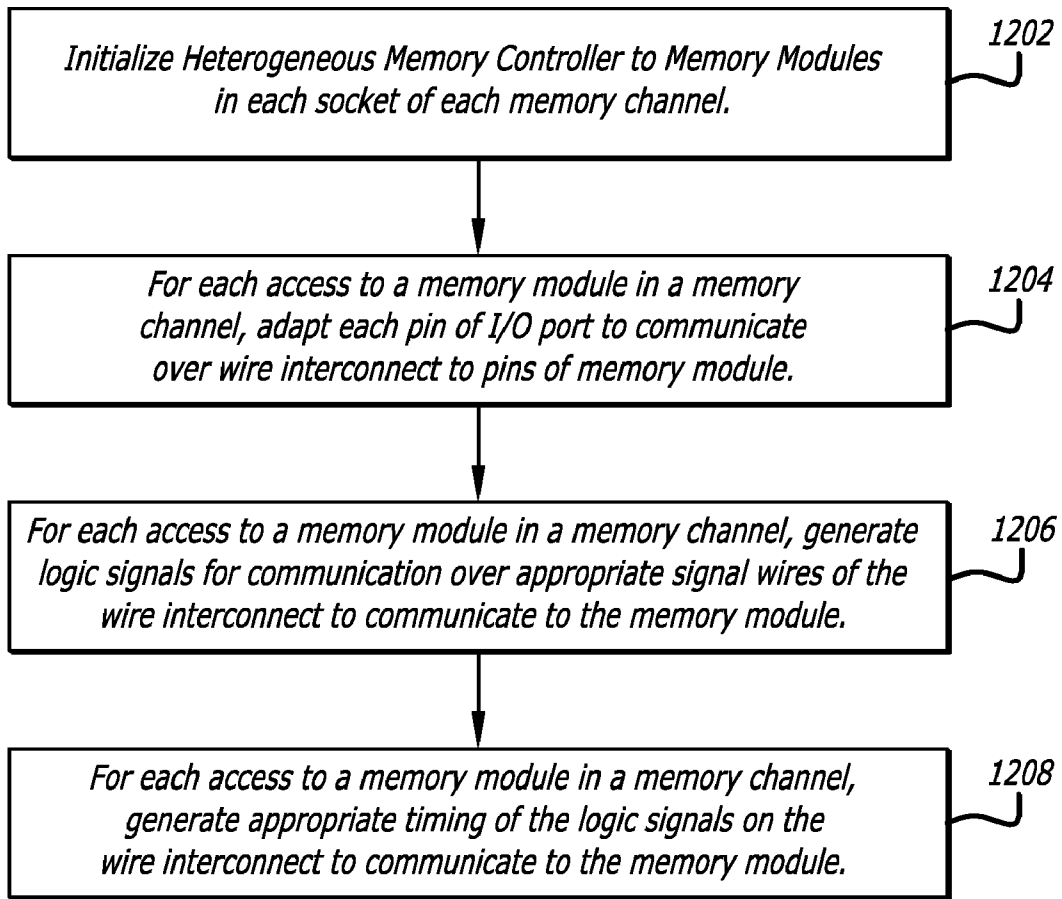 Initialize Heterogeneous Memory Controller to Memory Modules
in each socket of each memory channel.
1202
For each access to a memory module in a memory
channel, adapt each pin of I/O port to communicate
over wire interconnect to pins of memory module.
1204
For each access to a memory module in a memory channel, generate
logic signals for communication over appropriate signal wires of the
wire interconnect to communicate to the memory module.
1206
For each access to a memory module in a memory channel,
generate appropriate timing of the logic signals on the
wire interconnect to communicate to the memory module.
1208